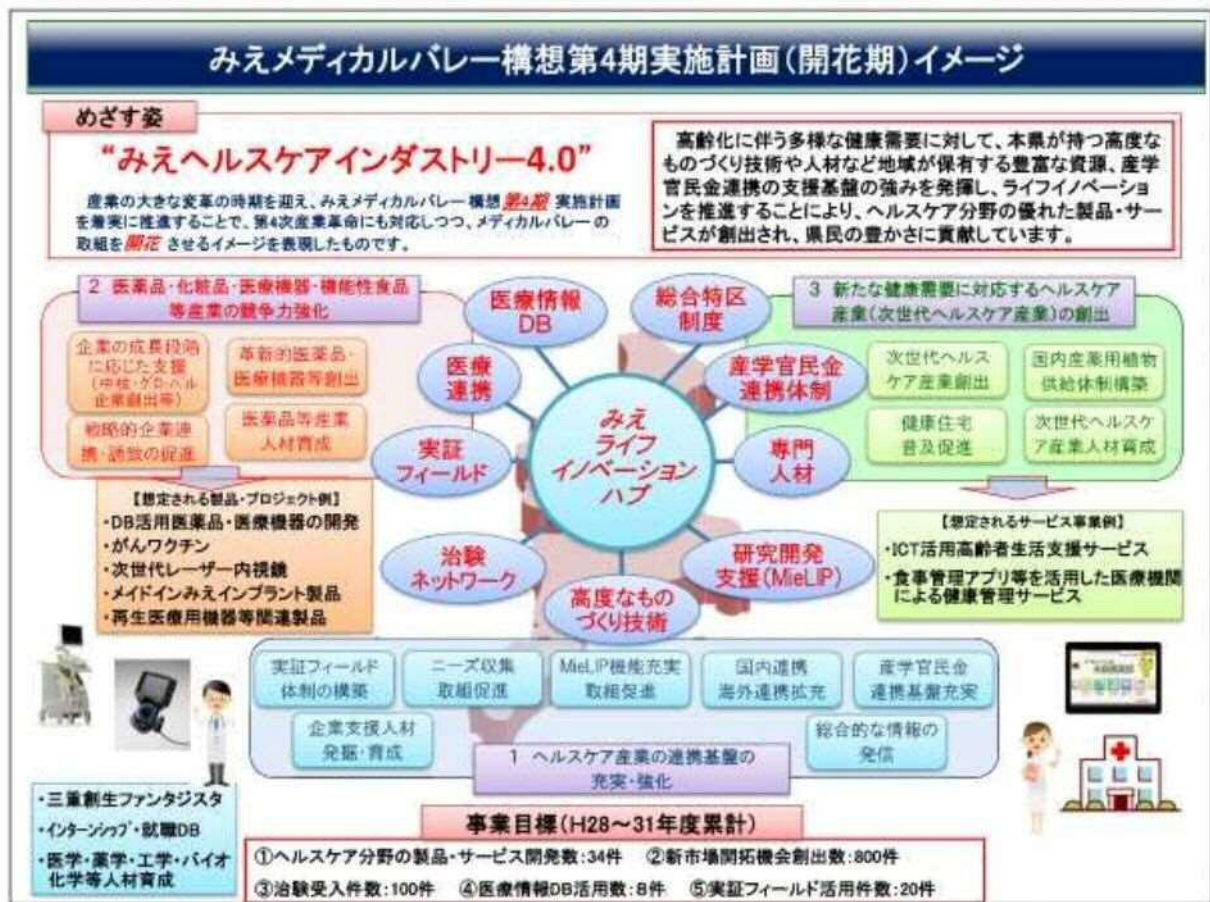 みえメディカルバレー構想第4期実施計画(開花期)イメージ
めざす姿
“みえヘルスケアインダストリー4.0”
産業の大きな変革の時期を迎え、みえメディカルバレー構想第4期実施計画
を着実に推進することで、第4次産業革命にも対応しつつ、メディカルバレーの
取組を開花させるイメージを表現したものです。
高齢化に伴う多様な健康需要に対して、本県が持つ高度な
ものづくり技術や人材など地域が保有する豊富な資源、産学
官民金連携の支援基盤の強みを発揮し、ライフイノベーショ
ンを推進することにより、ヘルスケア分野の優れた製品・サー
ビスが創出され、県民の豊かさに貢献しています。
2 医薬品・化粧品・医療機器・機能性食品
等産業の競争力強化
企業の成長段階
に応じた支援
(中核・グローバル
企業創出等)
革新的医薬品・
医療機器等創出
戦略的企業連
携・誘致の促進
医薬品等産業
人材育成
【想定される製品・プロジェクト例】
・DB活用医薬品・医療機器の開発
・がんワクチン
・次世代レーザー内視鏡
・メイドインみえインプラント製品
・再生医療用機器等関連製品
医療情報
DB
総合特区
制度
医療
連携
産学官民金
連携体制
実証
フィールド
専門
人材
みえ
ライフ
イノベーション
ハブ
治験
ネットワーク
研究開発
支援(MieLIP)
高度なもの
づくり技術
3 新たな健康需要に対応するヘルスケア
産業(次世代ヘルスケア産業)の創出
次世代ヘルス
ケア産業創出
国内産薬用植物
供給体制構築
健康住宅
普及促進
次世代ヘルスケ
ア産業人材育成
【想定されるサービス事業例】
・ICT活用高齢者生活支援サービス
・食事管理アプリ等を活用した医療機関
による健康管理サービス
実証フィールド
体制の構築
ニーズ収集
取組促進
MieLIP機能充実
取組促進
国内連携
海外連携拡充
産学官民金
連携基盤充実
企業支援人材
発掘・育成
総合的な情報の
発信
1 ヘルスケア産業の連携基盤の
充実・強化
・三重創生ファンタジスタ
・インターンシップ・就職DB
・医学・薬学・工学・バイオ
化学等人材育成
事業目標(H28～31年度累計)
①ヘルスケア分野の製品・サービス開発数:34件 ②新市場開拓機会創出数:800件
③治験受入件数:100件 ④医療情報DB活用数:8件 ⑤実証フィールド活用件数:20件